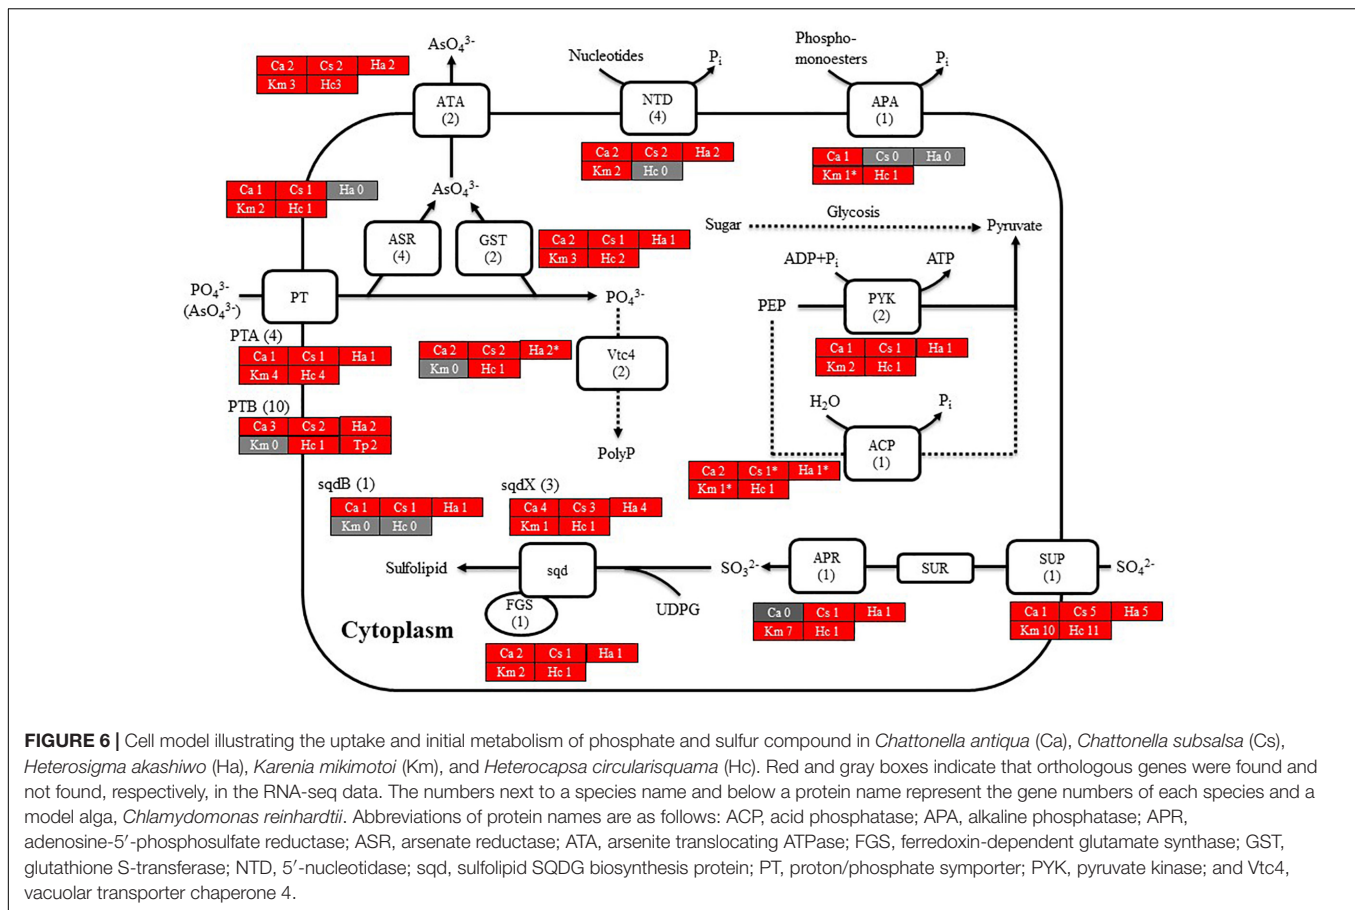 AsO₄³⁻
Ca 2 Cs 2 Ha 2
Km 3 Hc3
ATA
(2)
Nucleotides
Pᵢ
NTD
(4)
Ca 2 Cs 2 Ha 2
Km 2 Hc 0
Phospho-
monoesters
Pᵢ
APA
(1)
Ca 1 Cs 0 Ha 0
Km 1* Hc 1
Ca 1 Cs 1 Ha 0
Km 2 Hc 1
AsO₄³⁻
ASR
(4)
GST
(2)
Ca 2 Cs 1 Ha 1
Km 3 Hc 2
Sugar
Glycosis
Pyruvate
PO₄³⁻
(AsO₄³⁻)
PT
PO₄³⁻
ADP+Pᵢ
ATP
PEP
PYK
(2)
Ca 1 Cs 1 Ha 1
Km 2 Hc 1
PTA (4)
Ca 1 Cs 1 Ha 1
Km 4 Hc 4
Ca 2 Cs 2 Ha 2*
Km 0 Hc 1
Vtc4
(2)
PolyP
PTB (10)
Ca 3 Cs 2 Ha 2
Km 0 Hc 1 Tp 2
H₂O
Pᵢ
ACP
(1)
Ca 2 Cs 1* Ha 1*
Km 1* Hc 1
sqdB (1)
Ca 1 Cs 1 Ha 1
Km 0 Hc 0
sqdX (3)
Ca 4 Cs 3 Ha 4
Km 1 Hc 1
Sulfolipid
sqd
FGS
(1)
UDPG
SO₃²⁻
APR
(1)
SUR
SUP
(1)
SO₄²⁻
Ca 0 Cs 1 Ha 1
Km 7 Hc 1
Ca 1 Cs 5 Ha 5
Km 10 Hc 11
Cytoplasm
Ca 2 Cs 1 Ha 1
Km 2 Hc 1
FIGURE 6 | Cell model illustrating the uptake and initial metabolism of phosphate and sulfur compound in Chattonella antiqua (Ca), Chattonella subsalsa (Cs),
Heterosigma akashiwo (Ha), Karenia mikimotoi (Km), and Heterocapsa circularisquama (Hc). Red and gray boxes indicate that orthologous genes were found and
not found, respectively, in the RNA-seq data. The numbers next to a species name and below a protein name represent the gene numbers of each species and a
model alga, Chlamydomonas reinhardtii. Abbreviations of protein names are as follows: ACP, acid phosphatase; APA, alkaline phosphatase; APR,
adenosine-5′-phosphosulfate reductase; ASR, arsenate reductase; ATA, arsenite translocating ATPase; FGS, ferredoxin-dependent glutamate synthase; GST,
glutathione S-transferase; NTD, 5′-nucleotidase; sqd, sulfolipid SQDG biosynthesis protein; PT, proton/phosphate symporter; PYK, pyruvate kinase; and Vtc4,
vacuolar transporter chaperone 4.